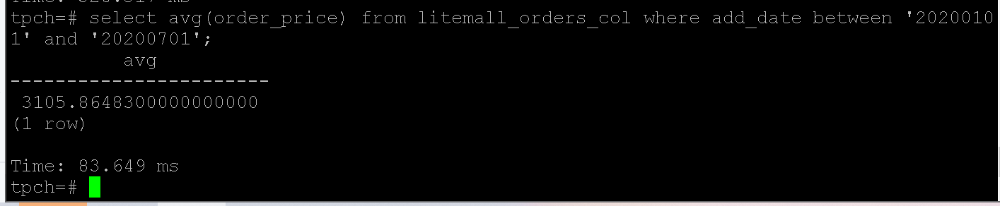 tpch=# select avg(order_price) from litemall_orders_col where add_date between '2020010
1' and '20200701';
avg
-----------------------
3105.8648300000000000
(1 row)
Time: 83.649 ms
tpch=#